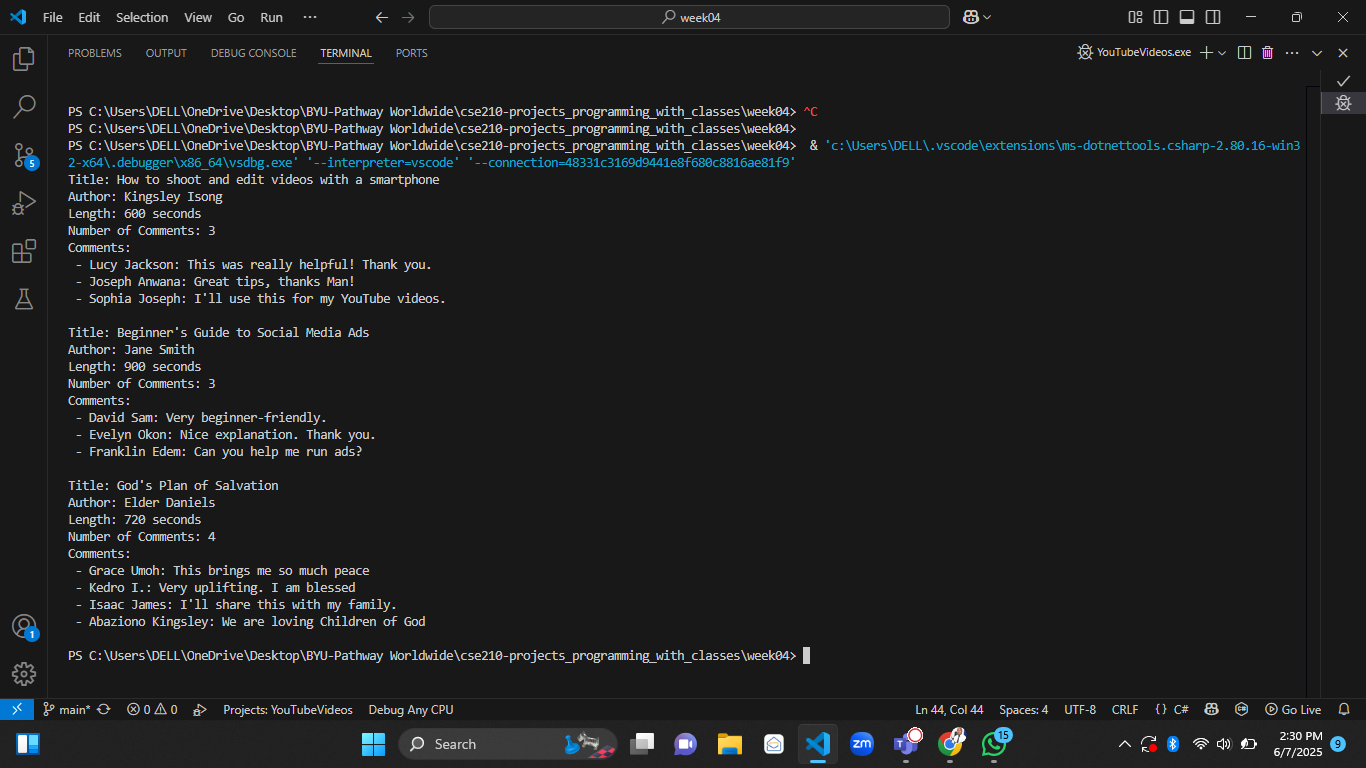 File Edit Selection View Go Run ···
week04
PROBLEMS OUTPUT DEBUG CONSOLE TERMINAL PORTS
YouTubeVideos.exe
PS C:\Users\DELL\OneDrive\Desktop\BYU-Pathway Worldwide\cse210-projects_programming_with_classes\week04> ^C
PS C:\Users\DELL\OneDrive\Desktop\BYU-Pathway Worldwide\cse210-projects_programming_with_classes\week04>
PS C:\Users\DELL\OneDrive\Desktop\BYU-Pathway Worldwide\cse210-projects_programming_with_classes\week04> & 'c:\Users\DELL\.vscode\extensions\ms-dotnettools.csharp-2.80.16-win3
2-x64\.debugger\x86_64\vsdbg.exe' '--interpreter=vscode' '--connection=48331c3169d9441e8f680c8816ae81f9'
Title: How to shoot and edit videos with a smartphone
Author: Kingsley Isong
Length: 600 seconds
Number of Comments: 3
Comments:
- Lucy Jackson: This was really helpful! Thank you.
- Joseph Anwana: Great tips, thanks Man!
- Sophia Joseph: I'll use this for my YouTube videos.
Title: Beginner's Guide to Social Media Ads
Author: Jane Smith
Length: 900 seconds
Number of Comments: 3
Comments:
- David Sam: Very beginner-friendly.
- Evelyn Okon: Nice explanation. Thank you.
- Franklin Edem: Can you help me run ads?
Title: God's Plan of Salvation
Author: Elder Daniels
Length: 720 seconds
Number of Comments: 4
Comments:
- Grace Umoh: This brings me so much peace
- Kedro I.: Very uplifting. I am blessed
- Isaac James: I'll share this with my family.
- Abaziono Kingsley: We are loving Children of God
PS C:\Users\DELL\OneDrive\Desktop\BYU-Pathway Worldwide\cse210-projects_programming_with_classes\week04>
5
1
main* 0 0 Projects: YouTubeVideos Debug Any CPU Ln 44, Col 44 Spaces: 4 UTF-8 CRLF {} C# Go Live
Search zm 15 2:30 PM
6/7/2025 9